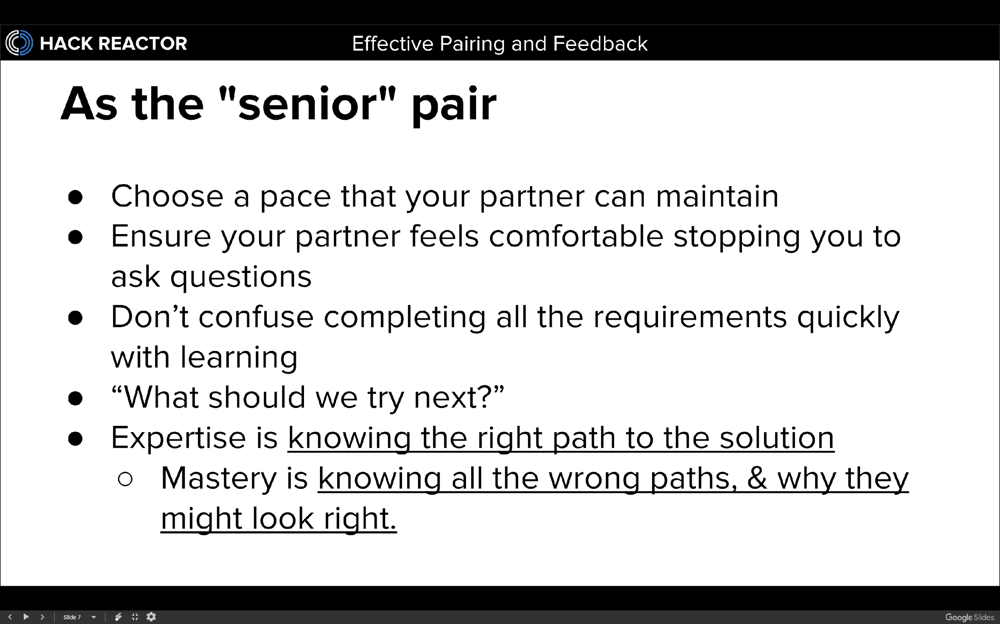 HACK REACTOR
Effective Pairing and Feedback
As the "senior" pair
● Choose a pace that your partner can maintain
● Ensure your partner feels comfortable stopping you to
ask questions
● Don’t confuse completing all the requirements quickly
with learning
● “What should we try next?”
● Expertise is knowing the right path to the solution
○ Mastery is knowing all the wrong paths, & why they
might look right.
Slide 7
Google Slides